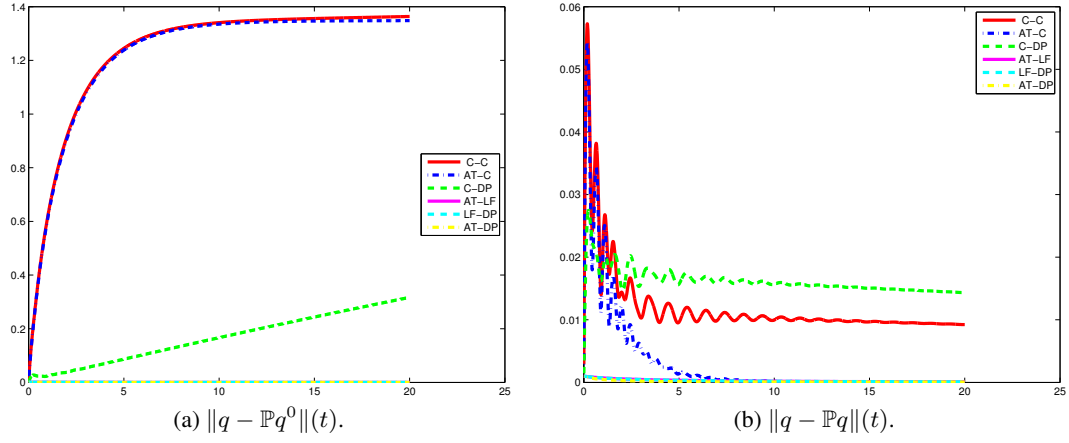 1.4
1.2
1
0.8
0.6
0.4
0.2
0
0 5 10 15 20 25
C−C
AT−C
C−DP
AT−LF
LF−DP
AT−DP
(a) ‖q − ℙq⁰‖(t).
0.06
0.05
0.04
0.03
0.02
0.01
0
0 5 10 15 20 25
C−C
AT−C
C−DP
AT−LF
LF−DP
AT−DP
(b) ‖q − ℙq‖(t).